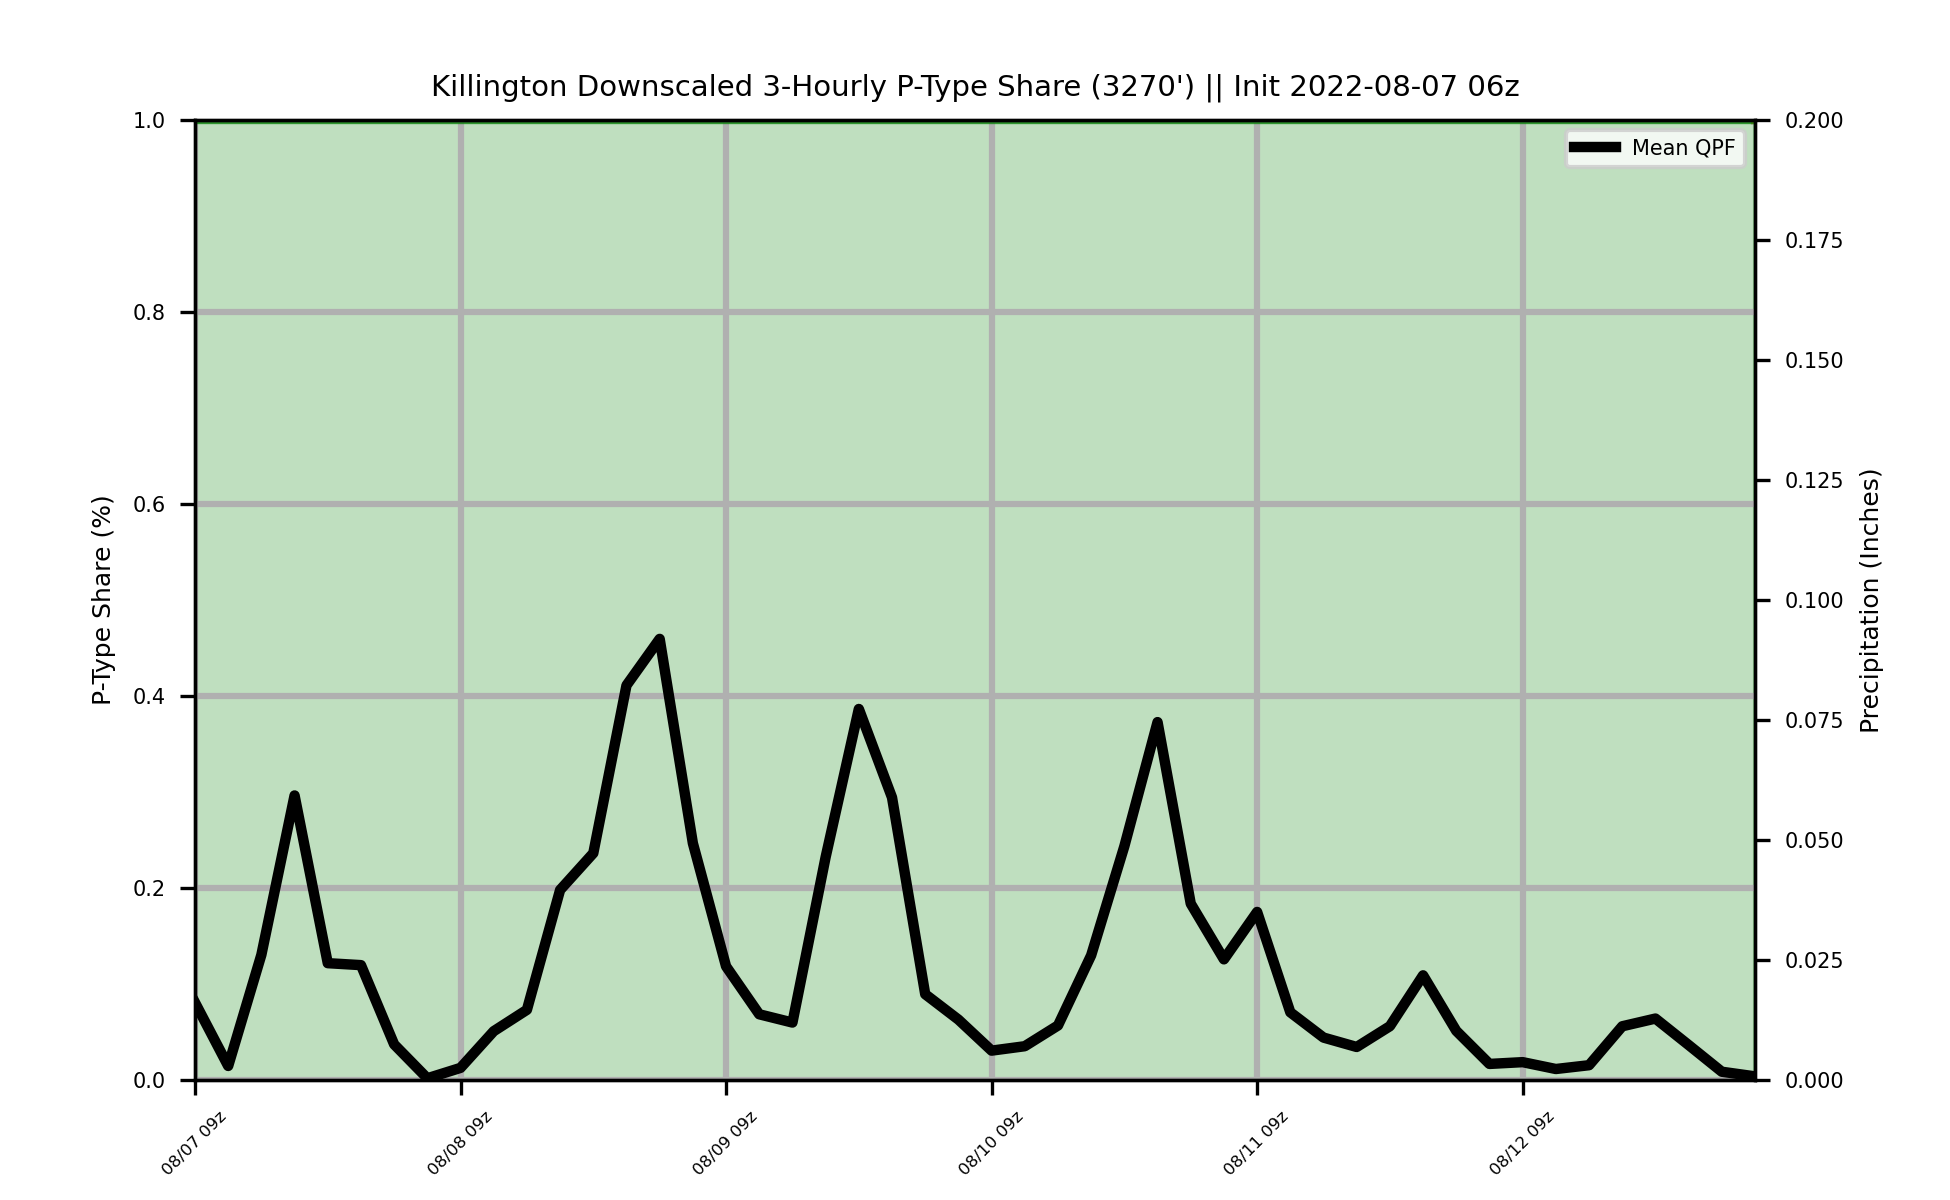 Killington Downscaled 3-Hourly P-Type Share (3270') || Init 2022-08-07 06z
Mean QPF
P-Type Share (%)
1.0
0.8
0.6
0.4
0.2
0.0
0.200
0.175
0.150
0.125
0.100
0.075
0.050
0.025
0.000
Precipitation (Inches)
08/07 09z
08/08 09z
08/09 09z
08/10 09z
08/11 09z
08/12 09z